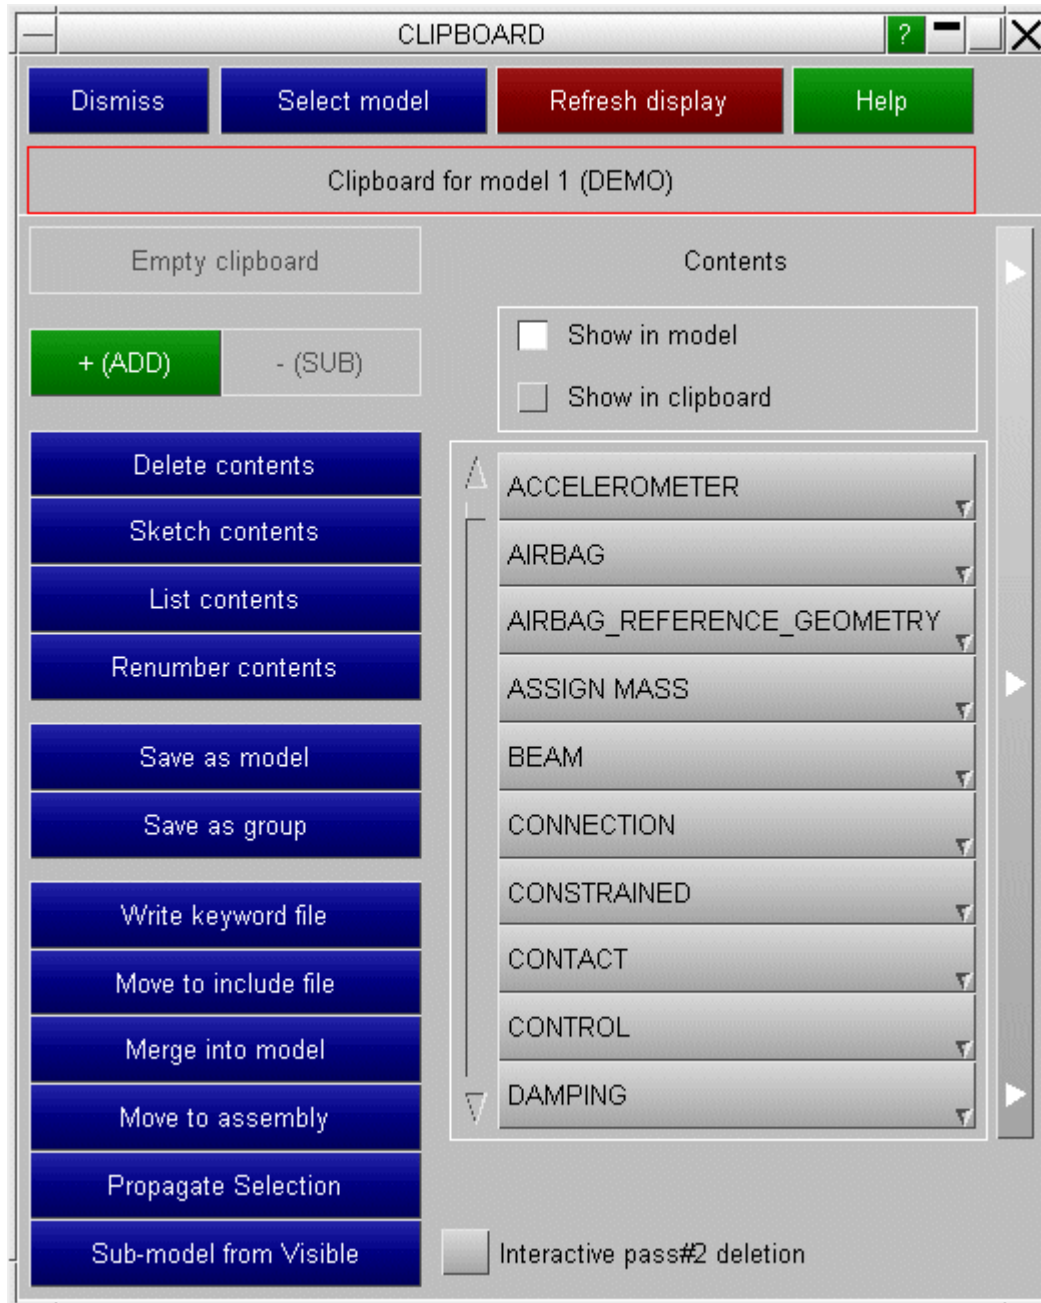 CLIPBOARD
?
Dismiss
Select model
Refresh display
Help
Clipboard for model 1 (DEMO)
Empty clipboard
+ (ADD)
- (SUB)
Delete contents
Sketch contents
List contents
Renumber contents
Save as model
Save as group
Write keyword file
Move to include file
Merge into model
Move to assembly
Propagate Selection
Sub-model from Visible
Contents
Show in model
Show in clipboard
ACCELEROMETER
AIRBAG
AIRBAG_REFERENCE_GEOMETRY
ASSIGN MASS
BEAM
CONNECTION
CONSTRAINED
CONTACT
CONTROL
DAMPING
Interactive pass#2 deletion